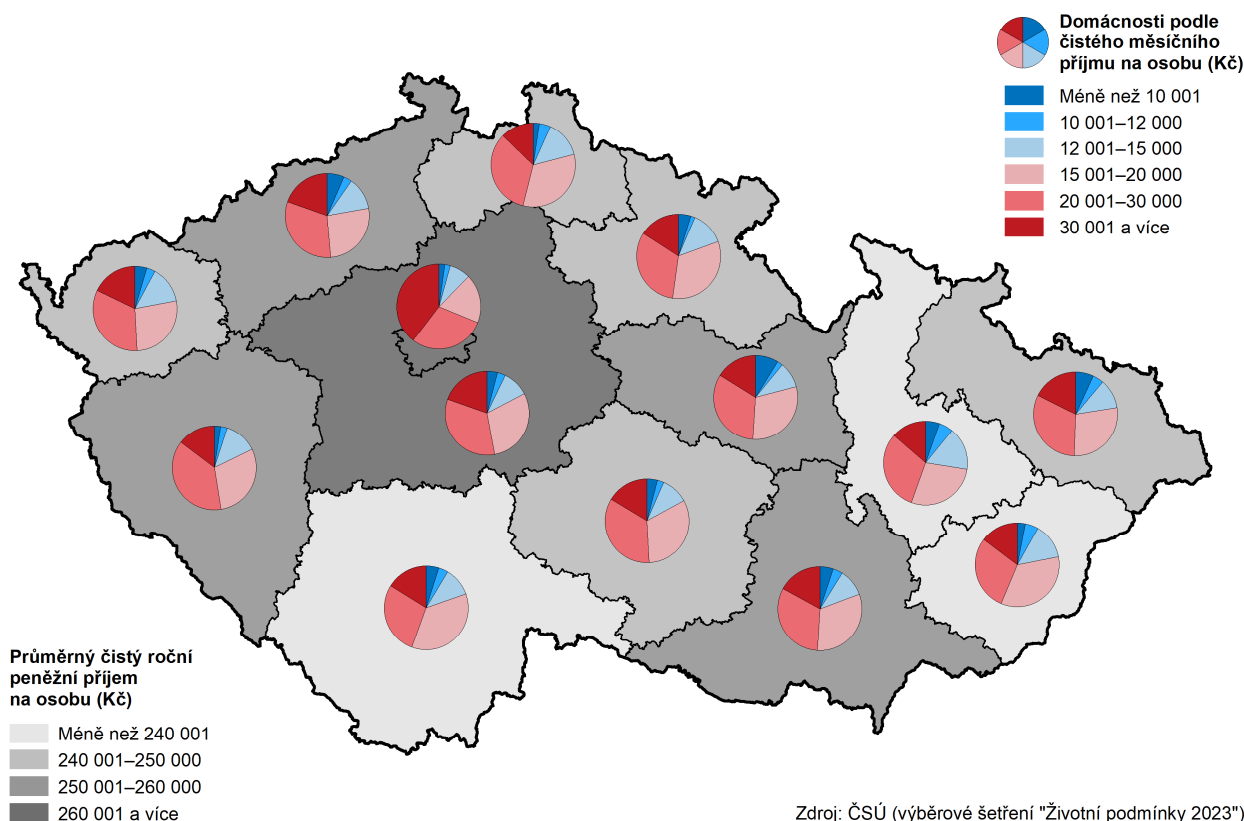 Domácnosti podle
čistého měsíčního
příjmu na osobu (Kč)
Méně než 10 001
10 001–12 000
12 001–15 000
15 001–20 000
20 001–30 000
30 001 a více
Průměrný čistý roční
peněžní příjem
na osobu (Kč)
Méně než 240 001
240 001–250 000
250 001–260 000
260 001 a více
Zdroj: ČSÚ (výběrové šetření "Životní podmínky 2023")